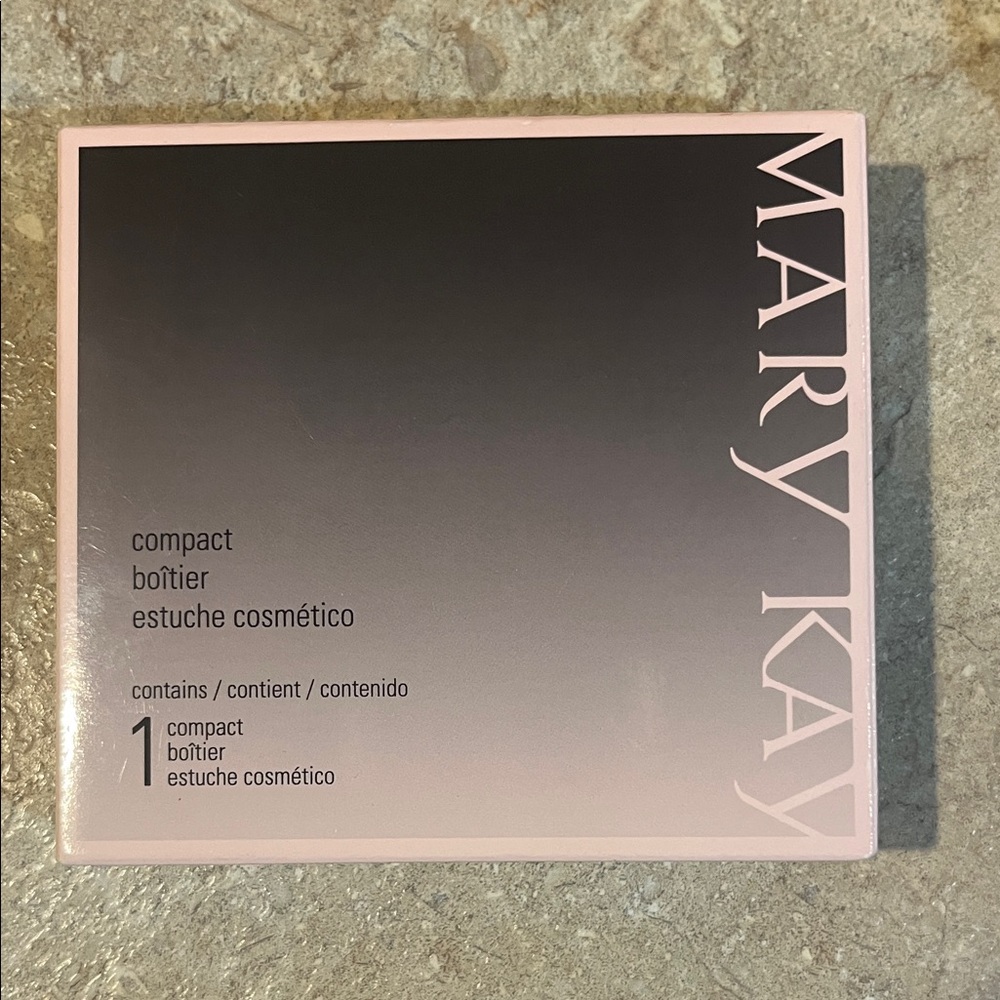 MARY KAY
compact
boîtier
estuche cosmético
contains / contient / contenido
1 compact
boîtier
estuche cosmético